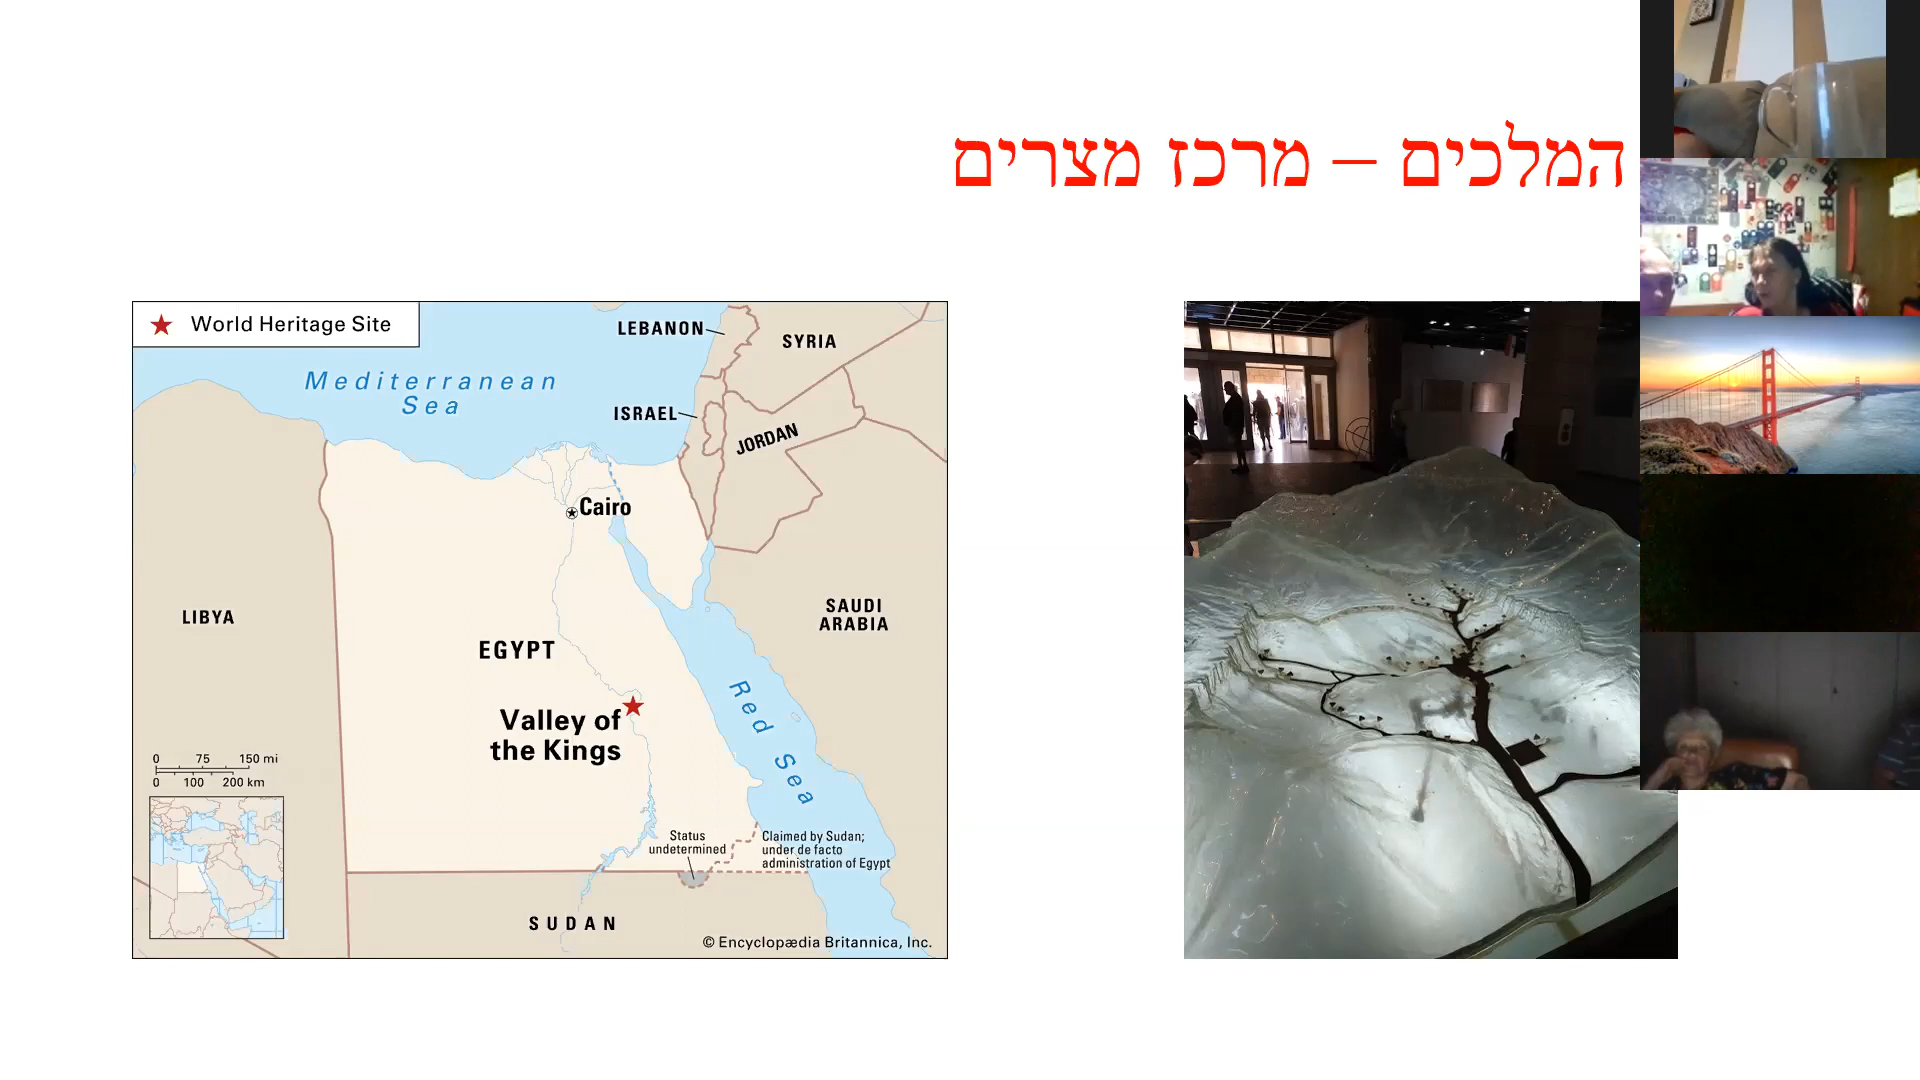 המלכים – מרכז מצרים
World Heritage Site
LEBANON
SYRIA
Mediterranean
Sea
ISRAEL
JORDAN
Cairo
LIBYA
SAUDI
ARABIA
EGYPT
Red Sea
Valley of
the Kings
0 75 150 mi
0 100 200 km
Status
undetermined
Claimed by Sudan;
under de facto
administration of Egypt
SUDAN
© Encyclopædia Britannica, Inc.